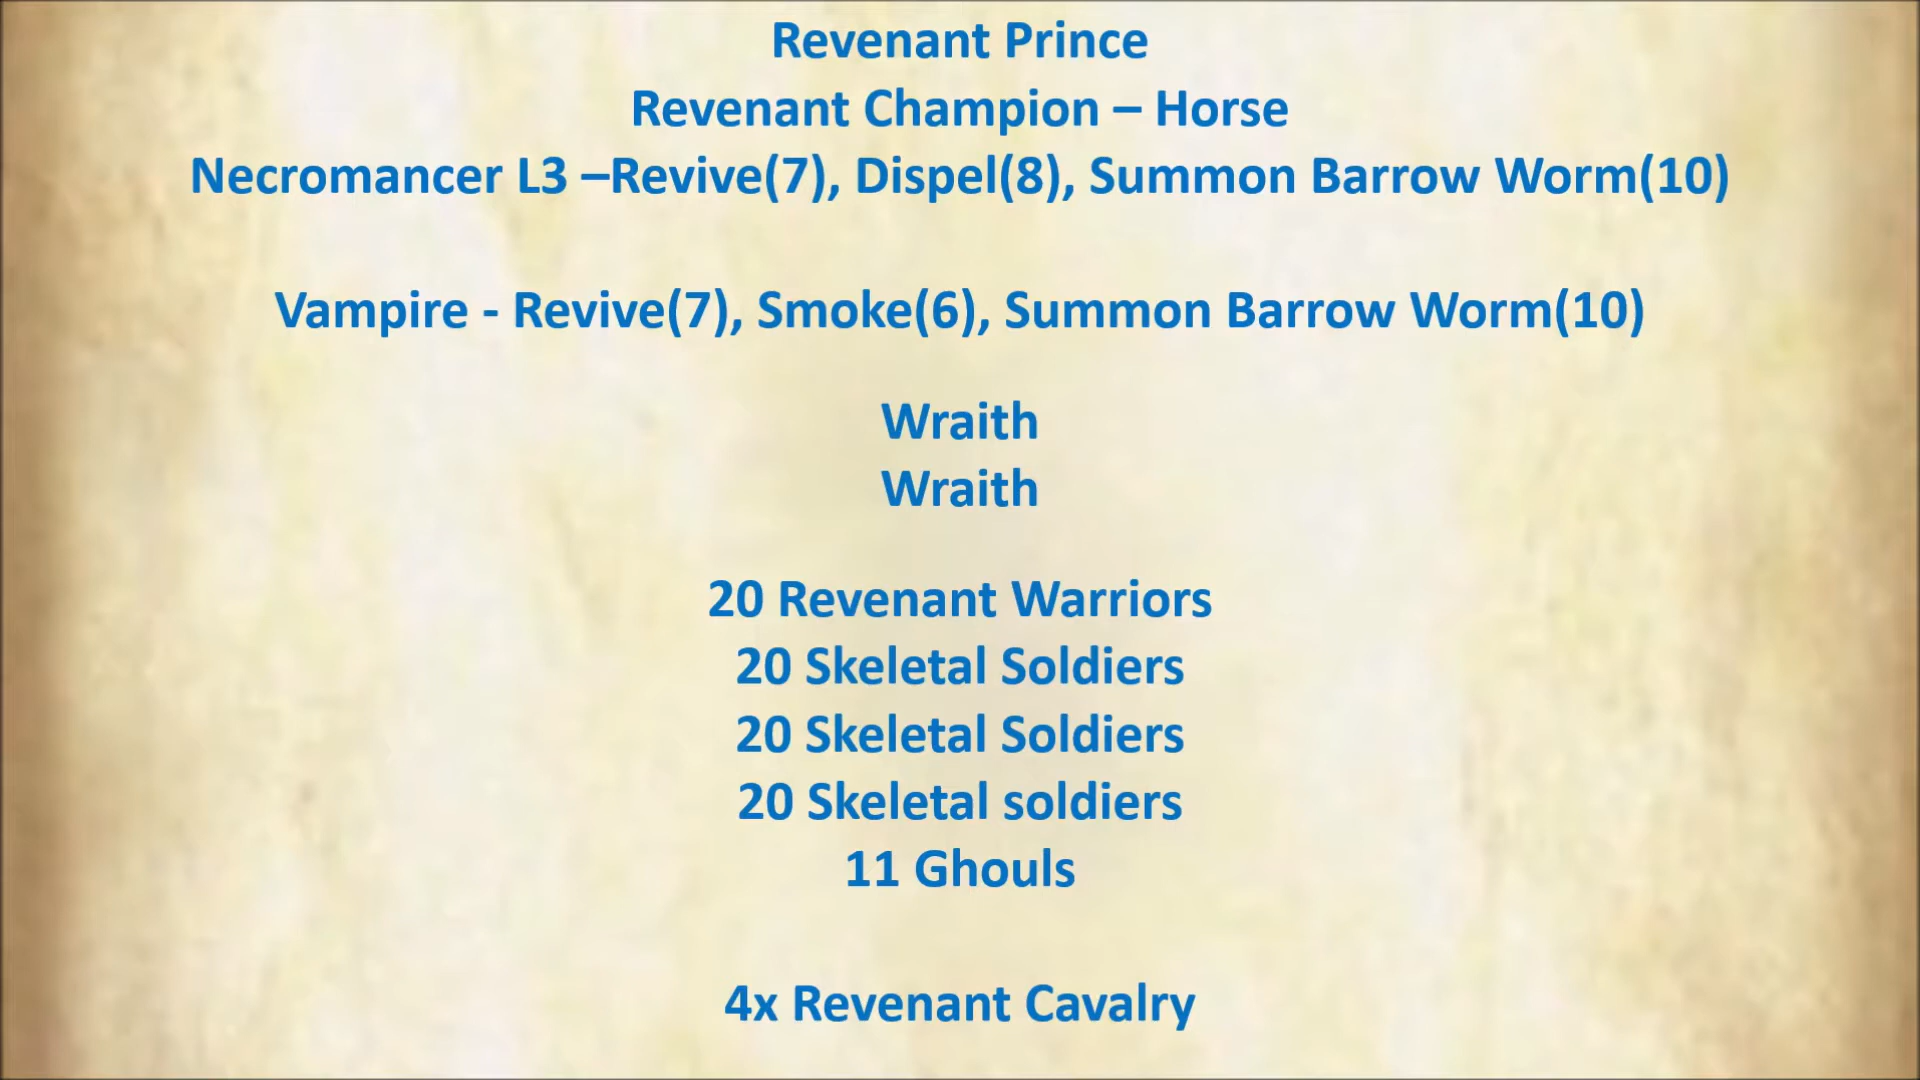 Revenant Prince
Revenant Champion – Horse
Necromancer L3 –Revive(7), Dispel(8), Summon Barrow Worm(10)
Vampire - Revive(7), Smoke(6), Summon Barrow Worm(10)
Wraith
Wraith
20 Revenant Warriors
20 Skeletal Soldiers
20 Skeletal Soldiers
20 Skeletal soldiers
11 Ghouls
4x Revenant Cavalry